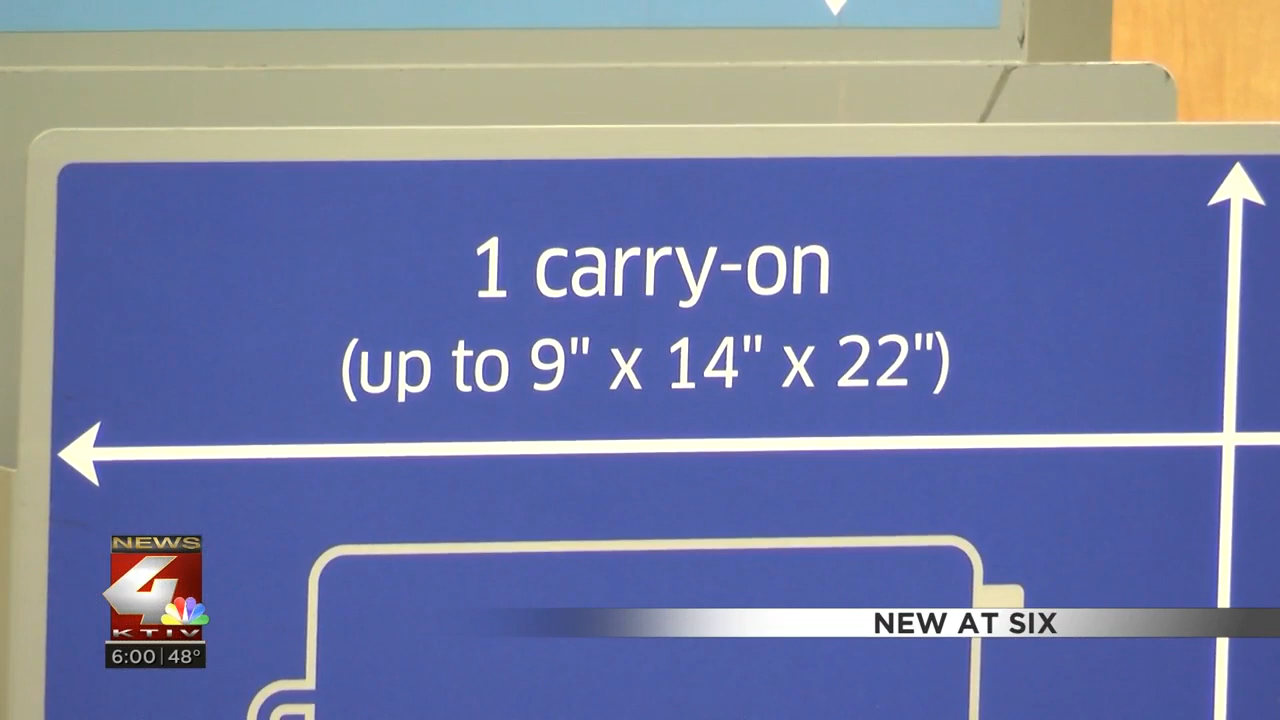 1 carry-on
(up to 9" x 14" x 22")
NEWS
4
KTIV
6:00 | 48°
NEW AT SIX